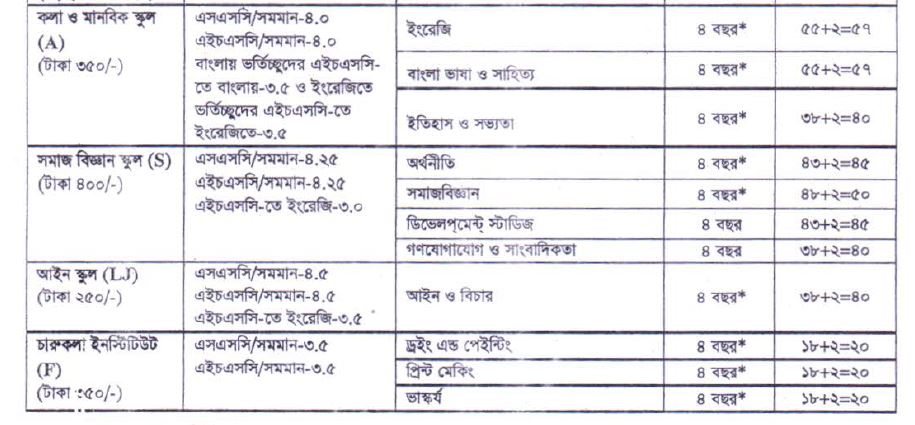 কলা ও মানবিক স্কুল
(A)
(টাকা ৩৫০/-)
এসএসসি/সমমান-৪.০
এইচএসসি/সমমান-৪.০
বাংলায় ভর্তিচ্ছুদের এইচএসসি-
তে বাংলায়-৩.৫ ও ইংরেজিতে
ভর্তিচ্ছুদের এইচএসসি-তে
ইংরেজিতে-৩.৫
ইংরেজি ৪ বছর* ৫৫+২=৫৭
বাংলা ভাষা ও সাহিত্য ৪ বছর* ৫৫+২=৫৭
ইতিহাস ও সভ্যতা ৪ বছর* ৩৮+২=৪০
সমাজ বিজ্ঞান স্কুল (S)
(টাকা ৪০০/-)
এসএসসি/সমমান-৪.২৫
এইচএসসি/সমমান-৪.২৫
এইচএসসি-তে ইংরেজি-৩.০
অর্থনীতি ৪ বছর* ৪৩+২=৪৫
সমাজবিজ্ঞান ৪ বছর* ৪৮+২=৫০
ডিভেলপমেন্ট স্টাডিজ ৪ বছর ৪৩+২=৪৫
গণযোগাযোগ ও সাংবাদিকতা ৪ বছর ৩৮+২=৪০
আইন স্কুল (LJ)
(টাকা ২৫০/-)
এসএসসি/সমমান-৪.৫
এইচএসসি/সমমান-৪.৫
এইচএসসি-তে ইংরেজি-৩.৫
আইন ও বিচার ৪ বছর* ৩৮+২=৪০
চারুকলা ইনস্টিটিউট
(F)
(টাকা ৩৫০/-)
এসএসসি/সমমান-৩.৫
এইচএসসি/সমমান-৩.৫
ড্রইং এন্ড পেইন্টিং ৪ বছর* ১৮+২=২০
প্রিন্ট মেকিং ৪ বছর* ১৮+২=২০
ভাস্কর্য ৪ বছর* ১৮+২=২০